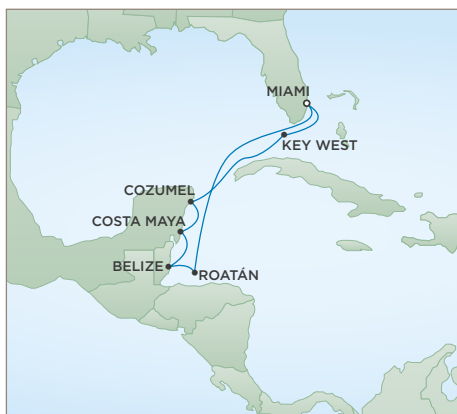 MIAMI
KEY WEST
COZUMEL
COSTA MAYA
BELIZE
ROATÁN